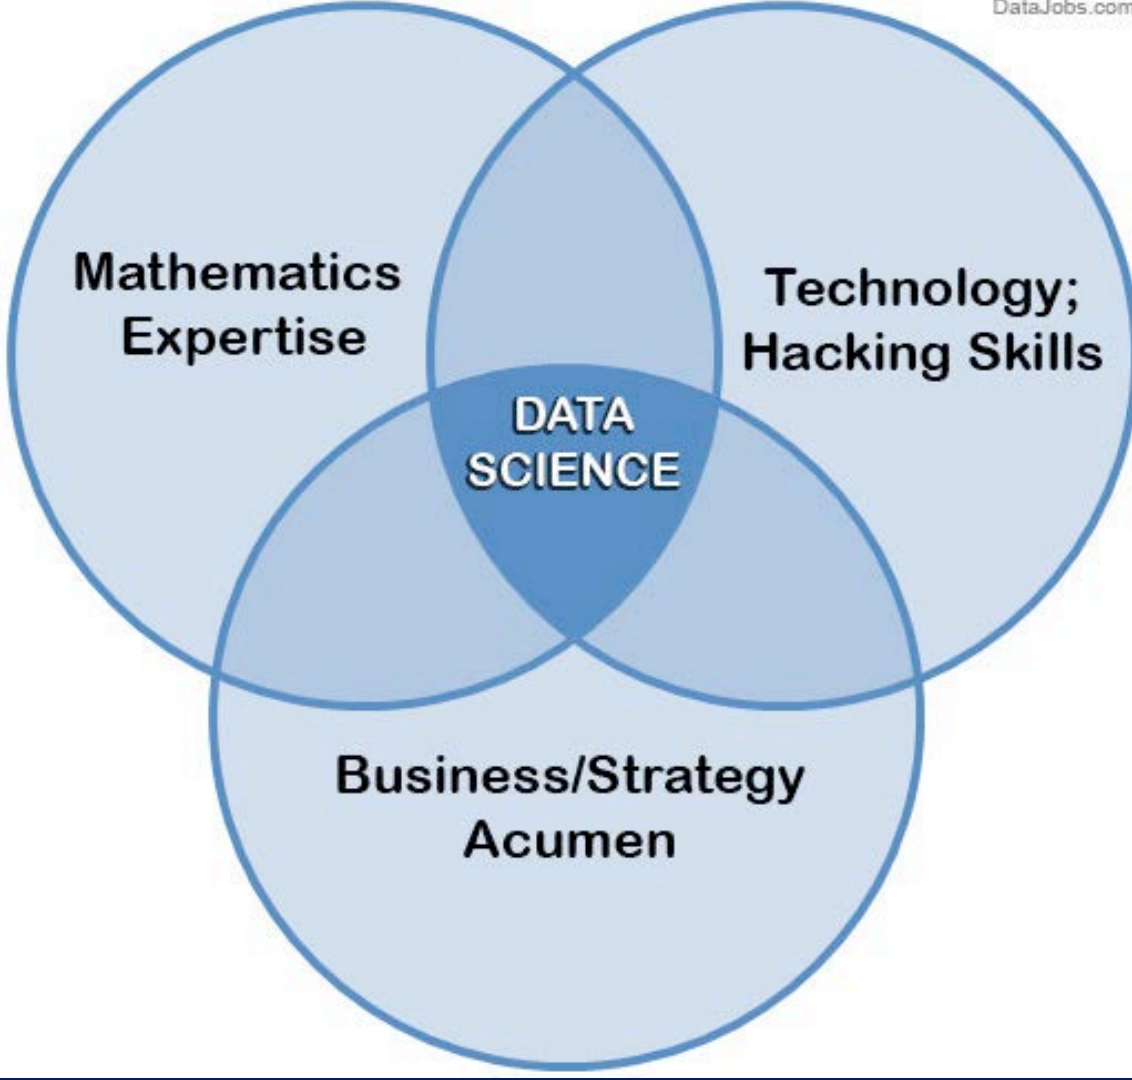 DataJobs.com
Mathematics
Expertise
Technology;
Hacking Skills
DATA
SCIENCE
Business/Strategy
Acumen